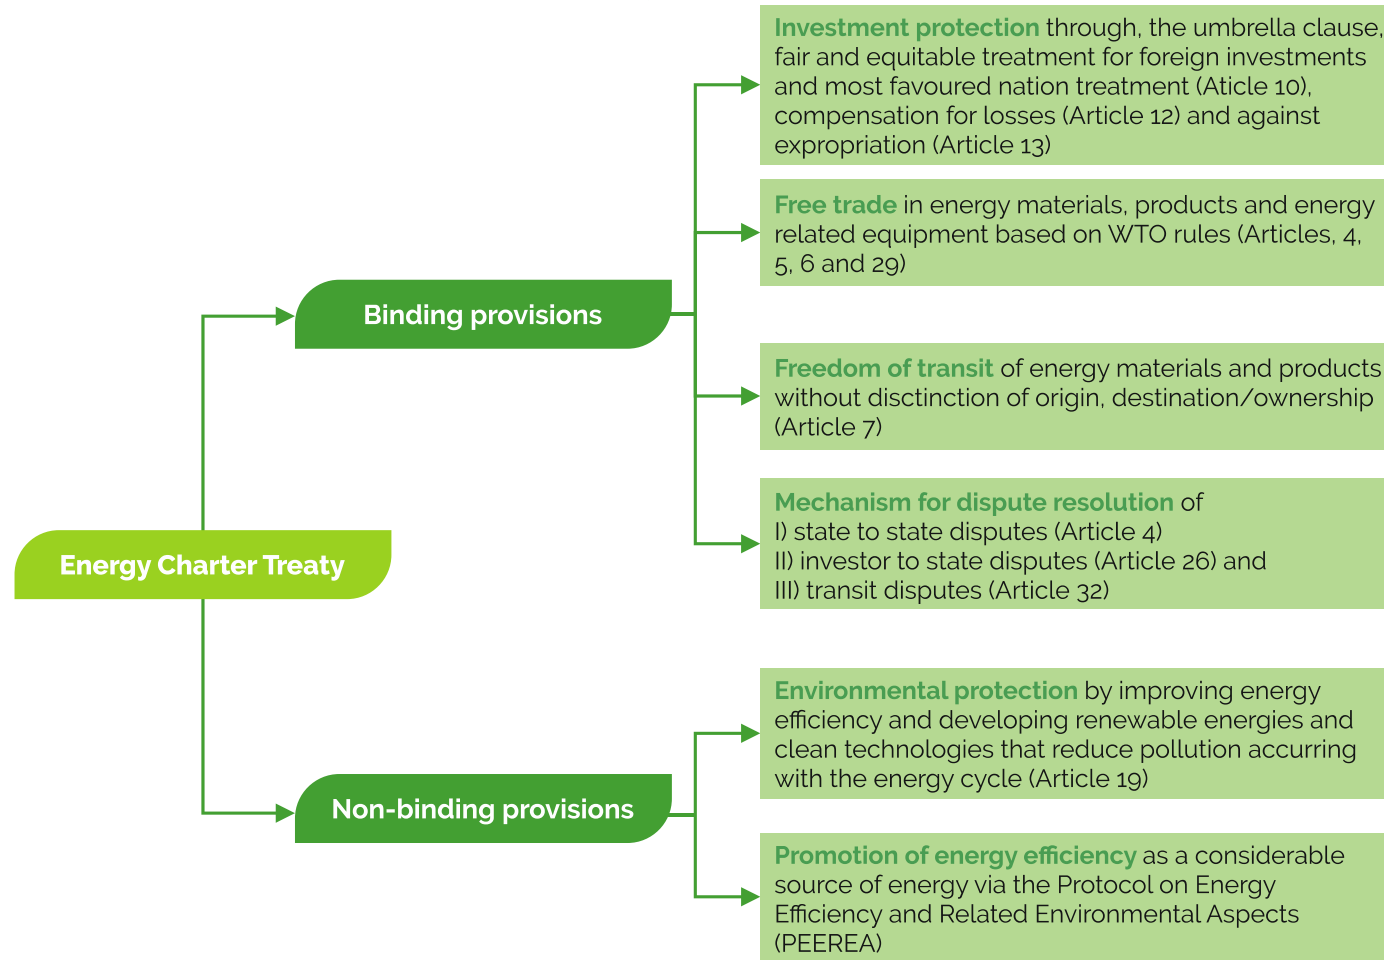 Energy Charter Treaty
Binding provisions
Investment protection through, the umbrella clause,
fair and equitable treatment for foreign investments
and most favoured nation treatment (Aticle 10),
compensation for losses (Article 12) and against
expropriation (Article 13)
Free trade in energy materials, products and energy
related equipment based on WTO rules (Articles, 4,
5, 6 and 29)
Freedom of transit of energy materials and products
without disctinction of origin, destination/ownership
(Article 7)
Mechanism for dispute resolution of
I) state to state disputes (Article 4)
II) investor to state disputes (Article 26) and
III) transit disputes (Article 32)
Non-binding provisions
Environmental protection by improving energy
efficiency and developing renewable energies and
clean technologies that reduce pollution accurring
with the energy cycle (Article 19)
Promotion of energy efficiency as a considerable
source of energy via the Protocol on Energy
Efficiency and Related Environmental Aspects
(PEEREA)